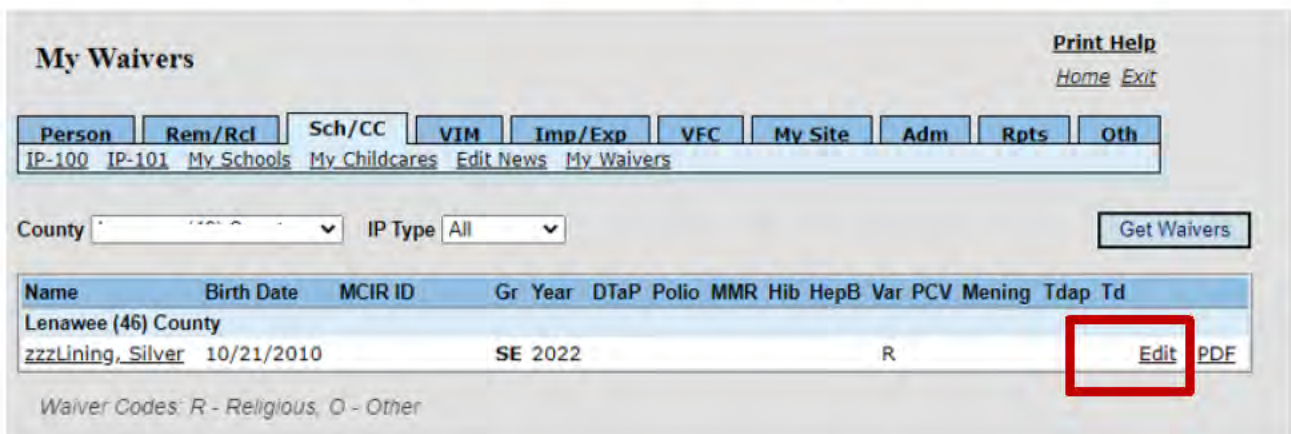 My Waivers
Print Help
Home Exit
Person Rem/Rcl Sch/CC VIM Imp/Exp VFC My Site Adm Rpts Oth
IP-100 IP-101 My Schools My Childcares Edit News My Waivers
County IP Type All Get Waivers
Name Birth Date MCIR ID Gr Year DTaP Polio MMR Hib HepB Var PCV Mening Tdap Td
Lenawee (46) County
zzzLining, Silver 10/21/2010 SE 2022 R Edit PDF
Waiver Codes: R - Religious, O - Other